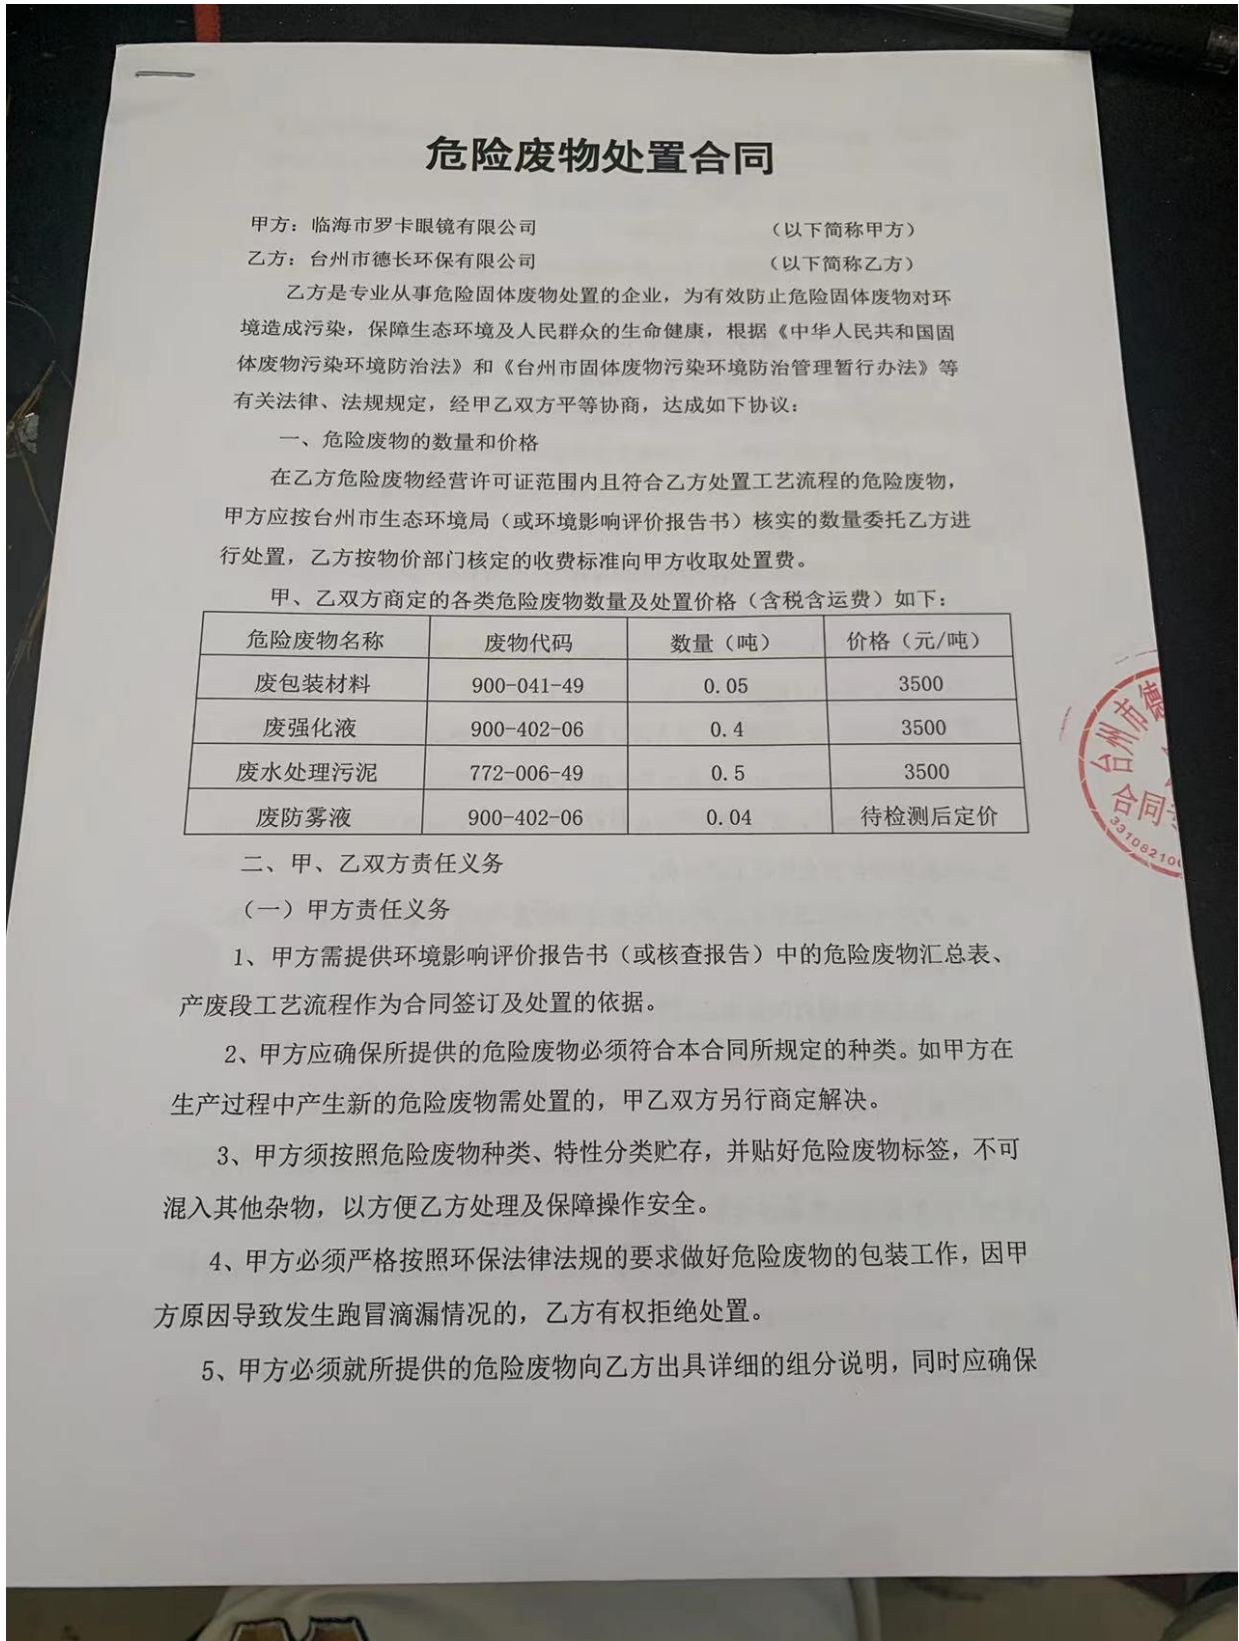 危险废物处置合同
甲方：临海市罗卡眼镜有限公司 （以下简称甲方）
乙方：台州市德长环保有限公司 （以下简称乙方）
乙方是专业从事危险固体废物处置的企业，为有效防止危险固体废物对环
境造成污染，保障生态环境及人民群众的生命健康，根据《中华人民共和国固
体废物污染环境防治法》和《台州市固体废物污染环境防治管理暂行办法》等
有关法律、法规规定，经甲乙双方平等协商，达成如下协议：
一、危险废物的数量和价格
在乙方危险废物经营许可证范围内且符合乙方处置工艺流程的危险废物，
甲方应按台州市生态环境局（或环境影响评价报告书）核实的数量委托乙方进
行处置，乙方按物价部门核定的收费标准向甲方收取处置费。
甲、乙双方商定的各类危险废物数量及处置价格（含税含运费）如下：
危险废物名称 废物代码 数量（吨） 价格（元/吨）
废包装材料 900-041-49 0.05 3500
废强化液 900-402-06 0.4 3500
废水处理污泥 772-006-49 0.5 3500
废防雾液 900-402-06 0.04 待检测后定价
二、甲、乙双方责任义务
（一）甲方责任义务
1、甲方需提供环境影响评价报告书（或核查报告）中的危险废物汇总表、
产废段工艺流程作为合同签订及处置的依据。
2、甲方应确保所提供的危险废物必须符合本合同所规定的种类。如甲方在
生产过程中产生新的危险废物需处置的，甲乙双方另行商定解决。
3、甲方须按照危险废物种类、特性分类贮存，并贴好危险废物标签，不可
混入其他杂物，以方便乙方处理及保障操作安全。
4、甲方必须严格按照环保法律法规的要求做好危险废物的包装工作，因甲
方原因导致发生跑冒滴漏情况的，乙方有权拒绝处置。
5、甲方必须就所提供的危险废物向乙方出具详细的组分说明，同时应确保
台州市德
合同
33108210